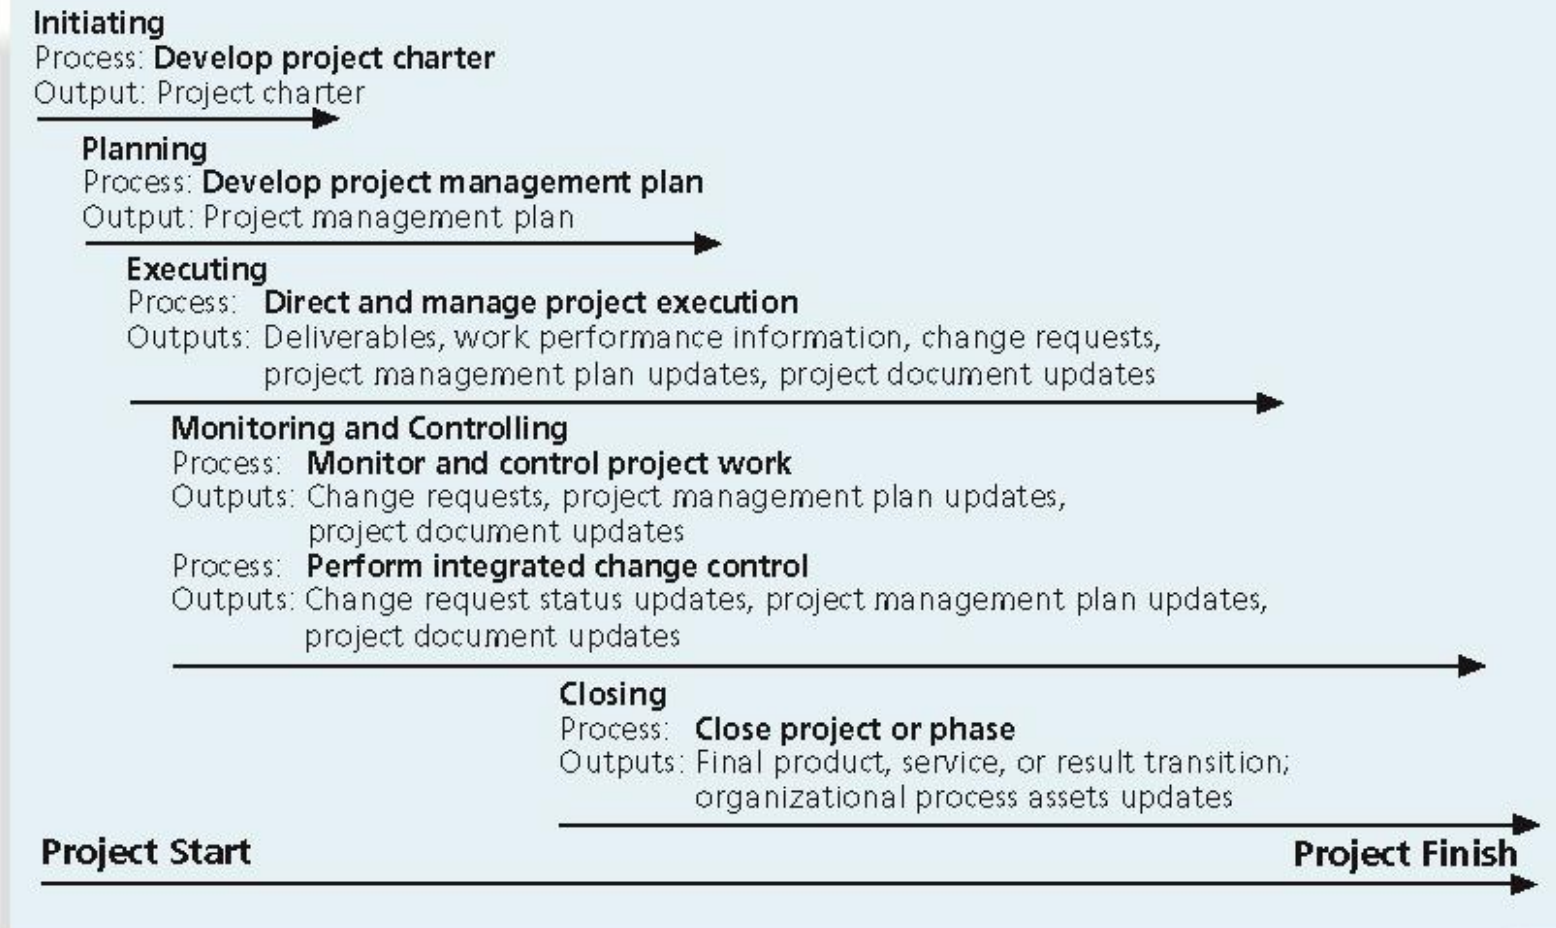 Initiating
Process: Develop project charter
Output: Project charter
Planning
Process: Develop project management plan
Output: Project management plan
Executing
Process: Direct and manage project execution
Outputs: Deliverables, work performance information, change requests,
project management plan updates, project document updates
Monitoring and Controlling
Process: Monitor and control project work
Outputs: Change requests, project management plan updates,
project document updates
Process: Perform integrated change control
Outputs: Change request status updates, project management plan updates,
project document updates
Closing
Process: Close project or phase
Outputs: Final product, service, or result transition;
organizational process assets updates
Project Start
Project Finish